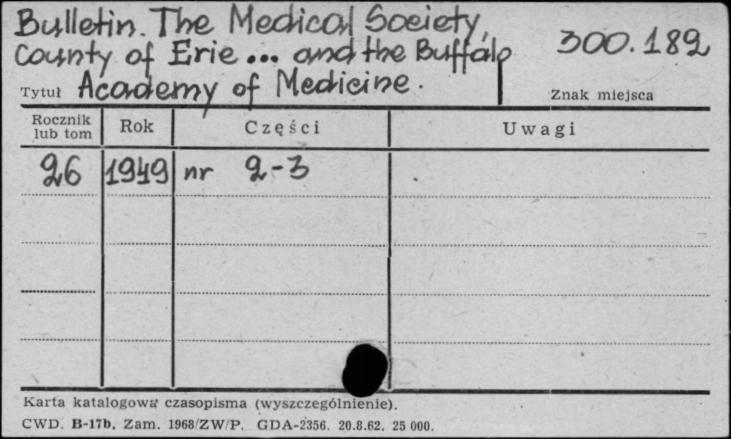 Bulletin. The Medical Society,
County of Erie ... and the Buffalo
300.182
Tytuł Academy of Medicine.
Znak miejsca
Rocznik lub tom Rok Części Uwagi
26 1949 nr 2-3
Karta katalogowa czasopisma (wyszczególnienie).
CWD. B-17b. Zam. 1968/ZW/P. GDA-2356. 20.8.62. 25 000.